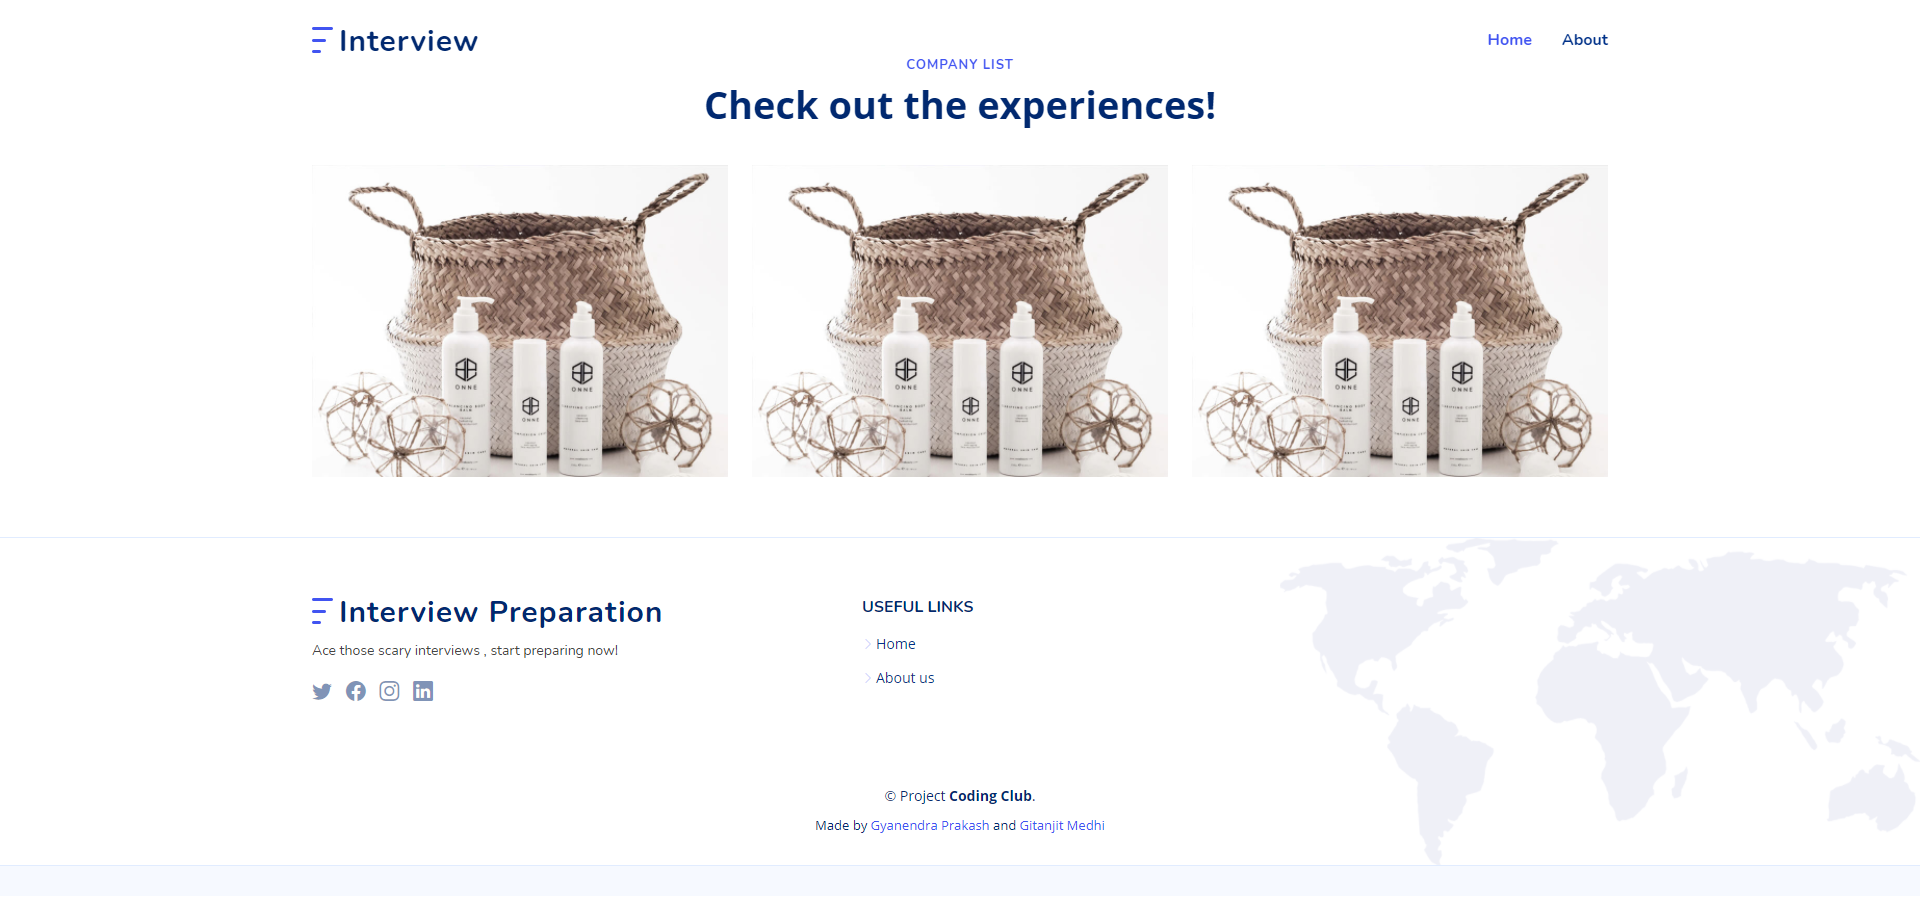 Interview
Home
About
COMPANY LIST
Check out the experiences!
ONNE
ONNE
ONNE
ONNE
ONNE
ONNE
ONNE
ONNE
ONNE
Interview Preparation
Ace those scary interviews , start preparing now!
USEFUL LINKS
Home
About us
© Project Coding Club.
Made by Gyanendra Prakash and Gitanjit Medhi